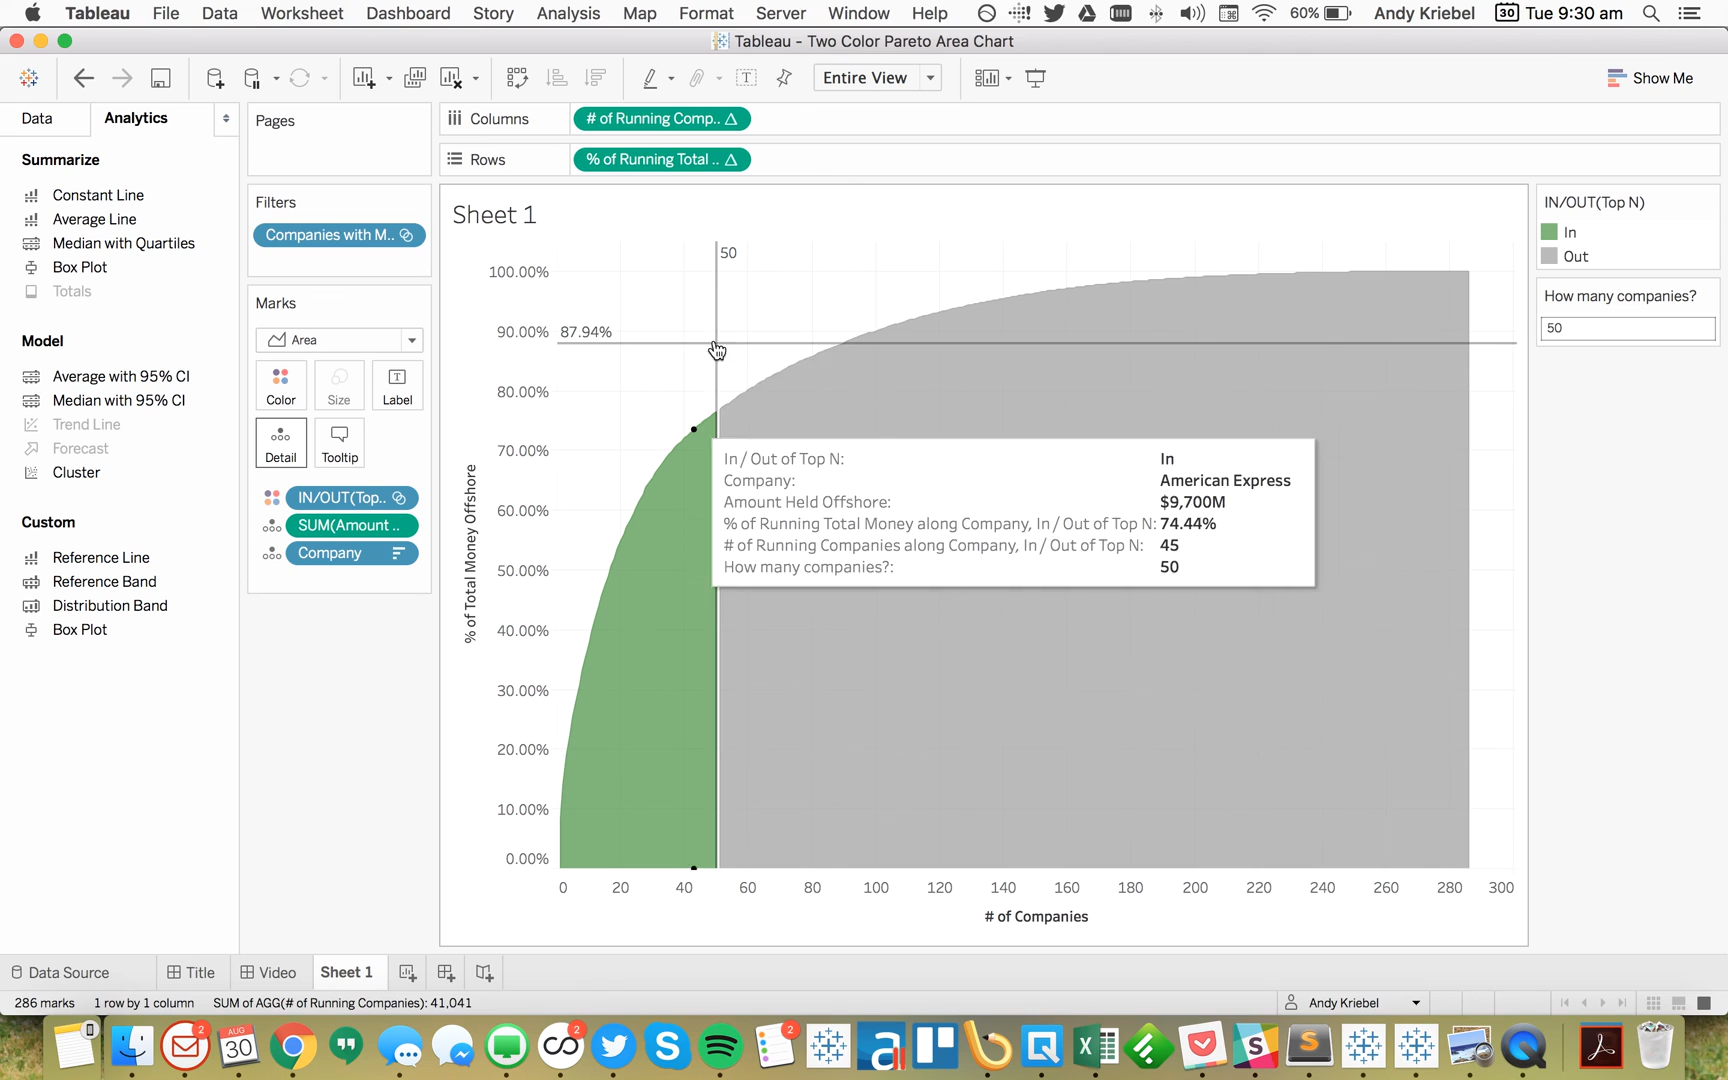 Tableau File Data Worksheet Dashboard Story Analysis Map Format Server Window Help 60% Andy Kriebel 30 Tue 9:30 am
Tableau - Two Color Pareto Area Chart
Entire View
Show Me
Data Analytics
Summarize
Constant Line
Average Line
Median with Quartiles
Box Plot
Totals
Model
Average with 95% CI
Median with 95% CI
Trend Line
Forecast
Cluster
Custom
Reference Line
Reference Band
Distribution Band
Box Plot
Pages
Filters
Companies with M..
Marks
Area
Color Size Label
Detail Tooltip
IN/OUT(Top..
SUM(Amount ..
Company
Columns # of Running Comp.. △
Rows % of Running Total .. △
Sheet 1
50
100.00%
90.00%
87.94%
80.00%
70.00%
60.00%
50.00%
40.00%
30.00%
20.00%
10.00%
0.00%
% of Total Money Offshore
In / Out of Top N: In
Company: American Express
Amount Held Offshore: $9,700M
% of Running Total Money along Company, In / Out of Top N: 74.44%
# of Running Companies along Company, In / Out of Top N: 45
How many companies?: 50
0 20 40 60 80 100 120 140 160 180 200 220 240 260 280 300
# of Companies
IN/OUT(Top N)
In
Out
How many companies?
50
Data Source Title Video Sheet 1
286 marks 1 row by 1 column SUM of AGG(# of Running Companies): 41,041 Andy Kriebel
2 AUG 30 2 2